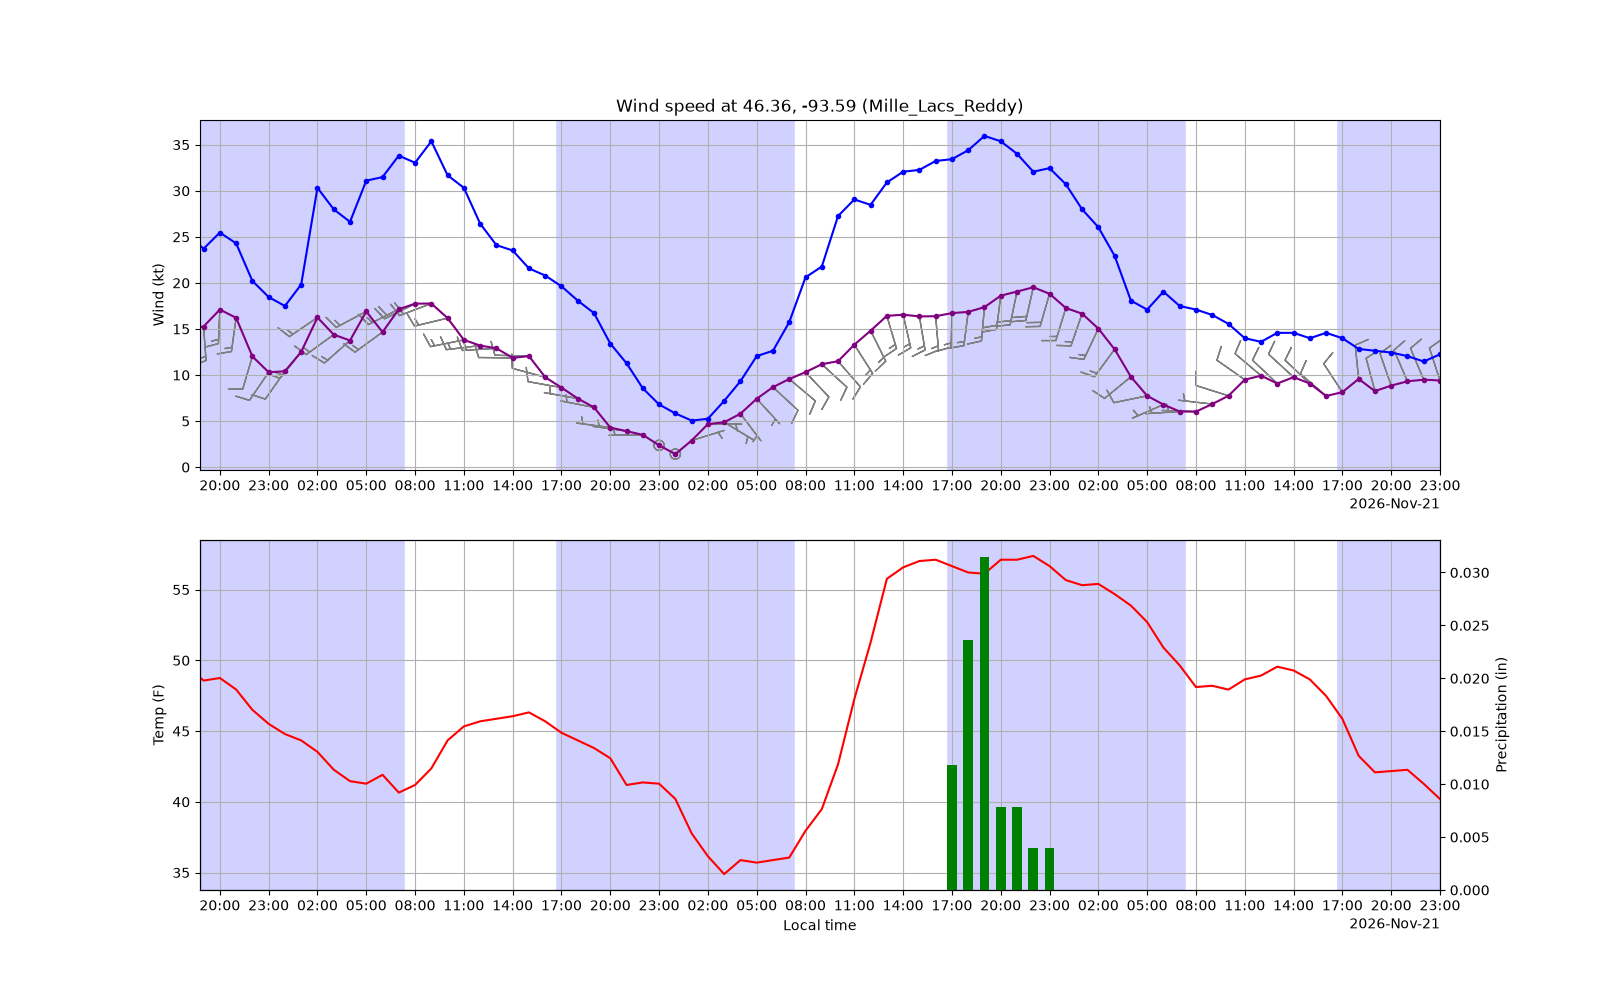 Wind speed at 46.36, -93.59 (Mille_Lacs_Reddy)
Wind (kt)
35
30
25
20
15
10
5
0
20:00 23:00 02:00 05:00 08:00 11:00 14:00 17:00 20:00 23:00 02:00 05:00 08:00 11:00 14:00 17:00 20:00 23:00 02:00 05:00 08:00 11:00 14:00 17:00 20:00 23:00
2026-Nov-21
Temp (F)
55
50
45
40
35
0.030
0.025
0.020
0.015
0.010
0.005
0.000
Precipitation (in)
20:00 23:00 02:00 05:00 08:00 11:00 14:00 17:00 20:00 23:00 02:00 05:00 08:00 11:00 14:00 17:00 20:00 23:00 02:00 05:00 08:00 11:00 14:00 17:00 20:00 23:00
Local time
2026-Nov-21